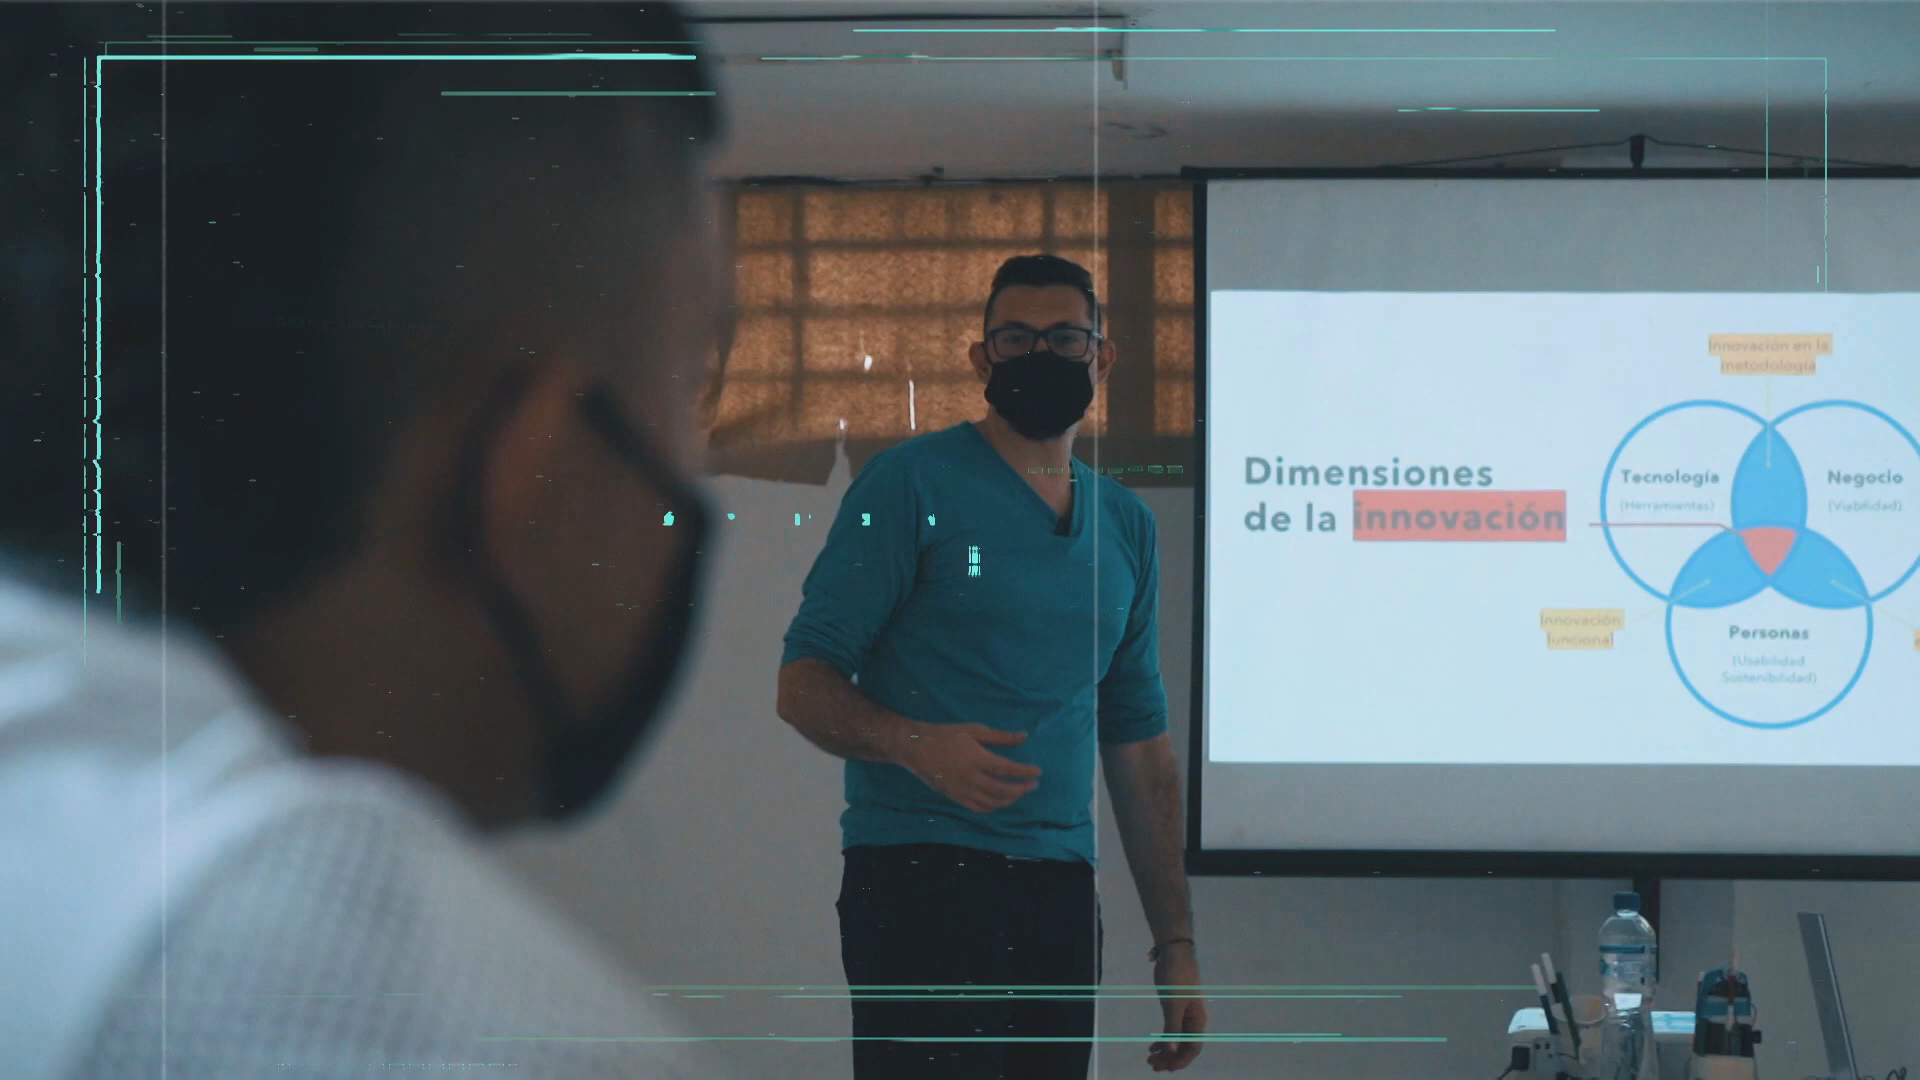 Dimensiones
de la innovación
Innovación en la
metodología
Tecnología
(Herramientas)
Negocio
(Viabilidad)
Innovación
funcional
Personas
(Usabilidad
Sostenibilidad)